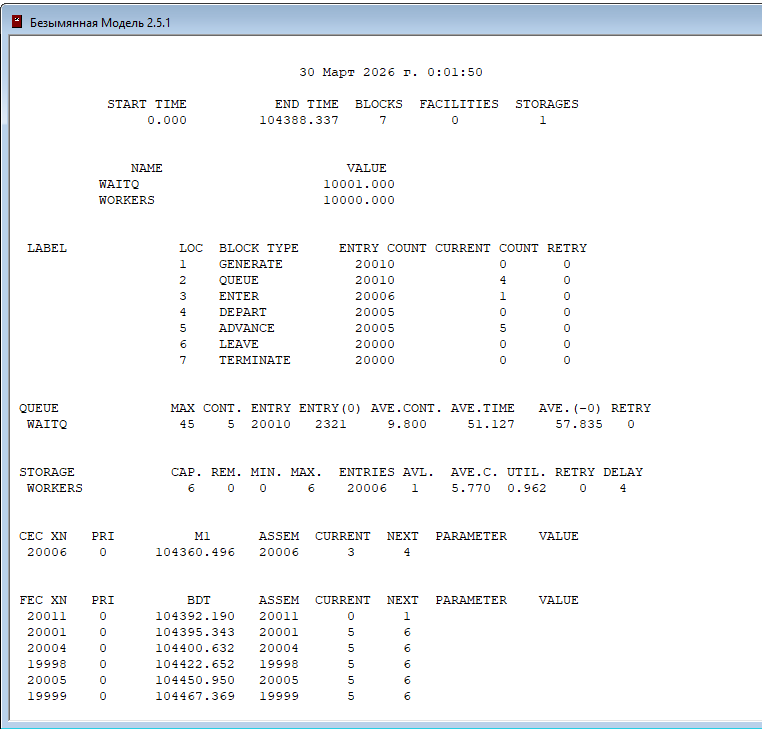 Безымянная Модель 2.5.1
30 Март 2026 г. 0:01:50
START TIME END TIME BLOCKS FACILITIES STORAGES
0.000 104388.337 7 0 1
NAME VALUE
WAITQ 10001.000
WORKERS 10000.000
LABEL LOC BLOCK TYPE ENTRY COUNT CURRENT COUNT RETRY
1 GENERATE 20010 0 0
2 QUEUE 20010 4 0
3 ENTER 20006 1 0
4 DEPART 20005 0 0
5 ADVANCE 20005 5 0
6 LEAVE 20000 0 0
7 TERMINATE 20000 0 0
QUEUE MAX CONT. ENTRY ENTRY(0) AVE.CONT. AVE.TIME AVE.(-0) RETRY
WAITQ 45 5 20010 2321 9.800 51.127 57.835 0
STORAGE CAP. REM. MIN. MAX. ENTRIES AVL. AVE.C. UTIL. RETRY DELAY
WORKERS 6 0 0 6 20006 1 5.770 0.962 0 4
CEC XN PRI M1 ASSEM CURRENT NEXT PARAMETER VALUE
20006 0 104360.496 20006 3 4
FEC XN PRI BDT ASSEM CURRENT NEXT PARAMETER VALUE
20011 0 104392.190 20011 0 1
20001 0 104395.343 20001 5 6
20004 0 104400.632 20004 5 6
19998 0 104422.652 19998 5 6
20005 0 104450.950 20005 5 6
19999 0 104467.369 19999 5 6